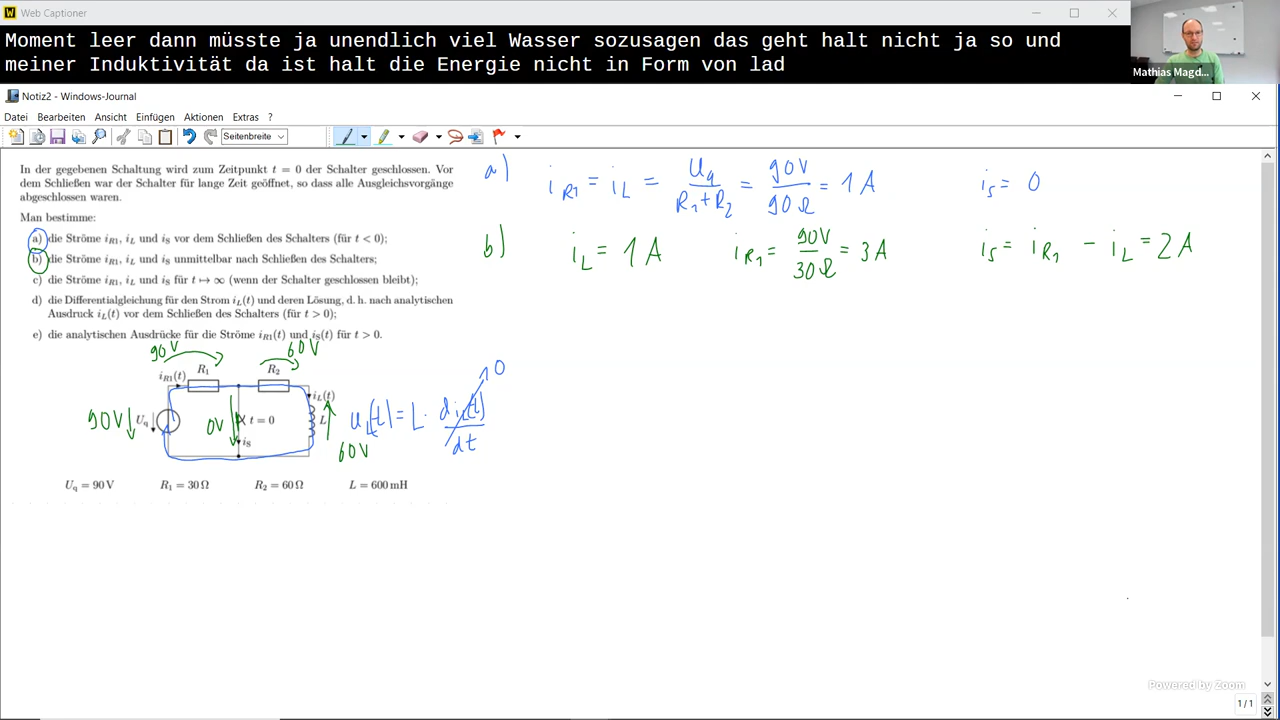 Web Captioner
Moment leer dann müsste ja unendlich viel Wasser sozusagen das geht halt nicht ja so und
meiner Induktivität da ist halt die Energie nicht in Form von lad
Mathias Magd...
Notiz2 - Windows-Journal
Datei Bearbeiten Ansicht Einfügen Aktionen Extras ?
Seitenbreite
In der gegebenen Schaltung wird zum Zeitpunkt t = 0 der Schalter geschlossen. Vor
dem Schließen war der Schalter für lange Zeit geöffnet, so dass alle Ausgleichsvorgänge
abgeschlossen waren.
Man bestimme:
a) die Ströme iR1, iL und iS vor dem Schließen des Schalters (für t < 0);
b) die Ströme iR1, iL und iS unmittelbar nach Schließen des Schalters;
c) die Ströme iR1, iL und iS für t ↦ ∞ (wenn der Schalter geschlossen bleibt);
d) die Differentialgleichung für den Strom iL(t) und deren Lösung, d. h. nach analytischen
Ausdruck iL(t) vor dem Schließen des Schalters (für t > 0);
e) die analytischen Ausdrücke für die Ströme iR1(t) und iS(t) für t > 0.
a) iR1 = iL = Uq / (R1 + R2) = 90V / 90Ω = 1A iS = 0
b) iL = 1A iR1 = 90V / 30Ω = 3A iS = iR1 - iL = 2A
90V 60V
R1 R2
iR1(t) iL(t)
90V Uq 0V t = 0 L
iS 60V
uL(t) = L · diL(t) / dt 0
Uq = 90 V R1 = 30 Ω R2 = 60 Ω L = 600 mH
Powered by Zoom
1/1